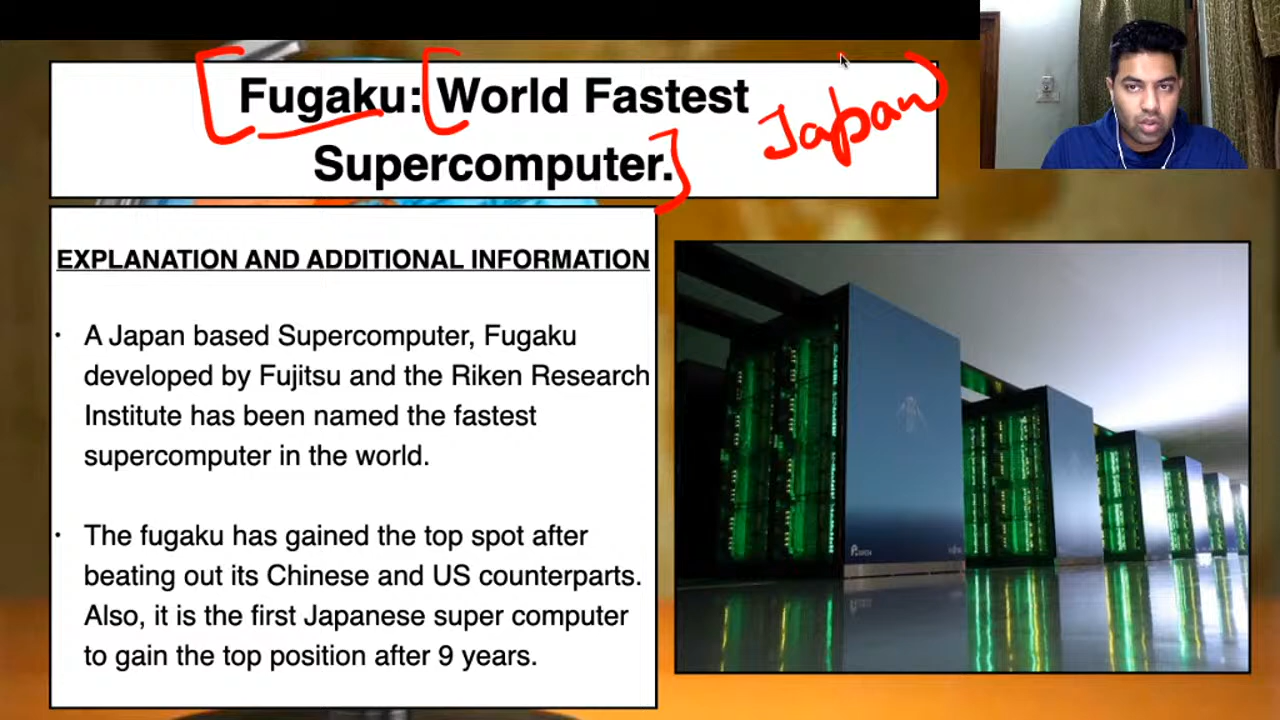 Fugaku: World Fastest
Supercomputer.
Japan
EXPLANATION AND ADDITIONAL INFORMATION
· A Japan based Supercomputer, Fugaku
developed by Fujitsu and the Riken Research
Institute has been named the fastest
supercomputer in the world.
· The fugaku has gained the top spot after
beating out its Chinese and US counterparts.
Also, it is the first Japanese super computer
to gain the top position after 9 years.